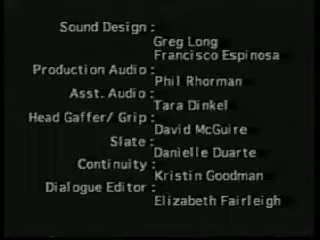 Sound Design :
Greg Long
Francisco Espinosa
Production Audio :
Phil Rhorman
Asst. Audio :
Tara Dinkel
Head Gaffer/ Grip :
David McGuire
Slate :
Danielle Duarte
Continuity :
Kristin Goodman
Dialogue Editor :
Elizabeth Fairleigh